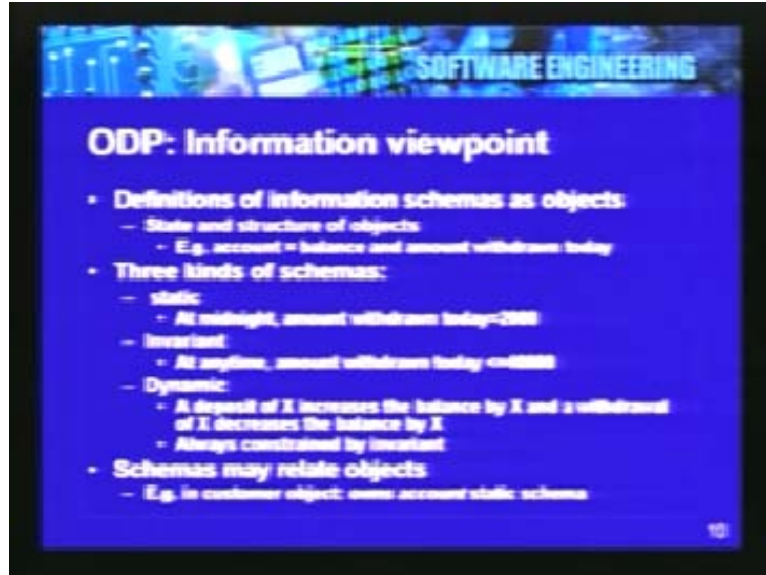 SOFTWARE ENGINEERING
ODP: Information viewpoint
• Definitions of information schemas as objects
– State and structure of objects
• E.g. account = balance and amount withdrawn today
• Three kinds of schemas:
– static
• At midnight, amount withdrawn today=
– Invariant
• At anytime, amount withdrawn today <=
– Dynamic
• A deposit of X increases the balance by X and a withdrawal
of X decreases the balance by X
• Always constrained by invariant
• Schemas may relate objects
– E.g. in customer object: owns account static schema
10